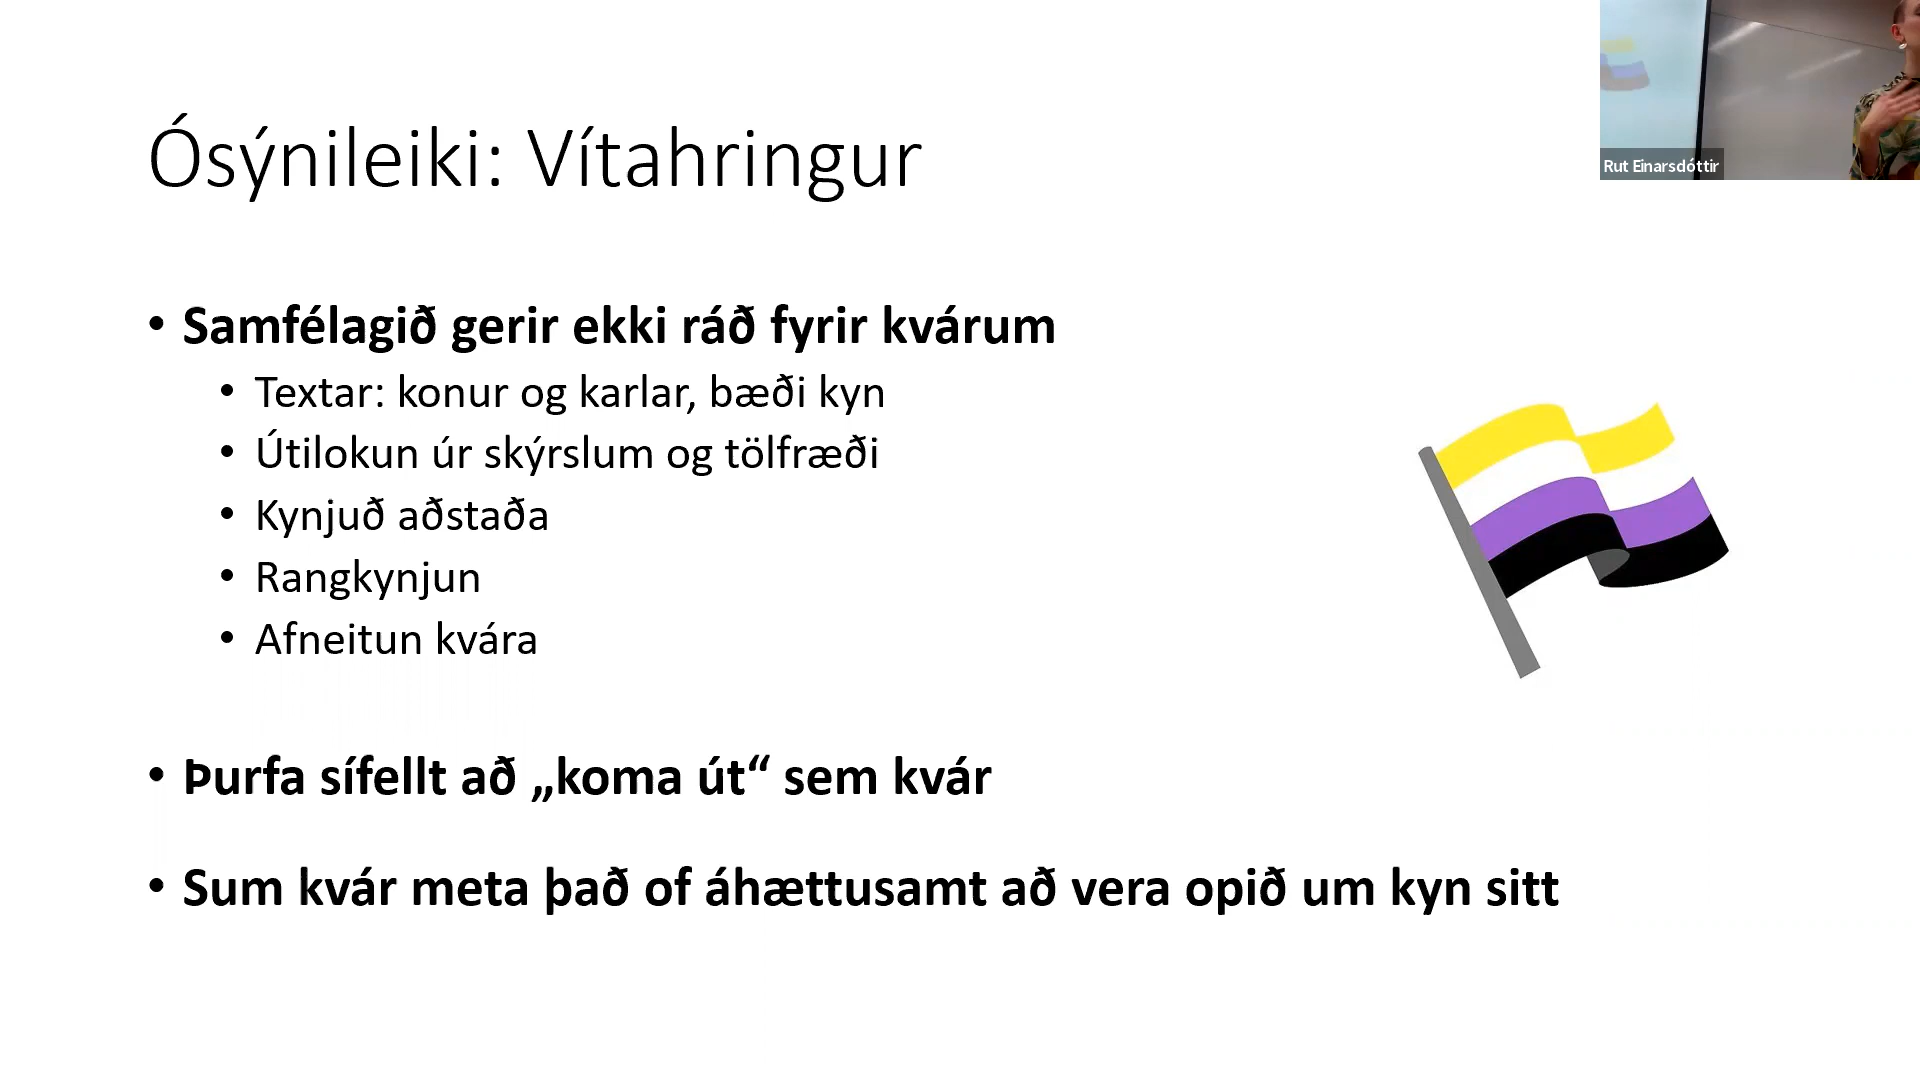 Ósýnileiki: Vítahringur
• Samfélagið gerir ekki ráð fyrir kvárum
• Textar: konur og karlar, bæði kyn
• Útilokun úr skýrslum og tölfræði
• Kynjuð aðstaða
• Rangkynjun
• Afneitun kvára
• Þurfa sífellt að „koma út“ sem kvár
• Sum kvár meta það of áhættusamt að vera opið um kyn sitt
Rut Einarsdóttir